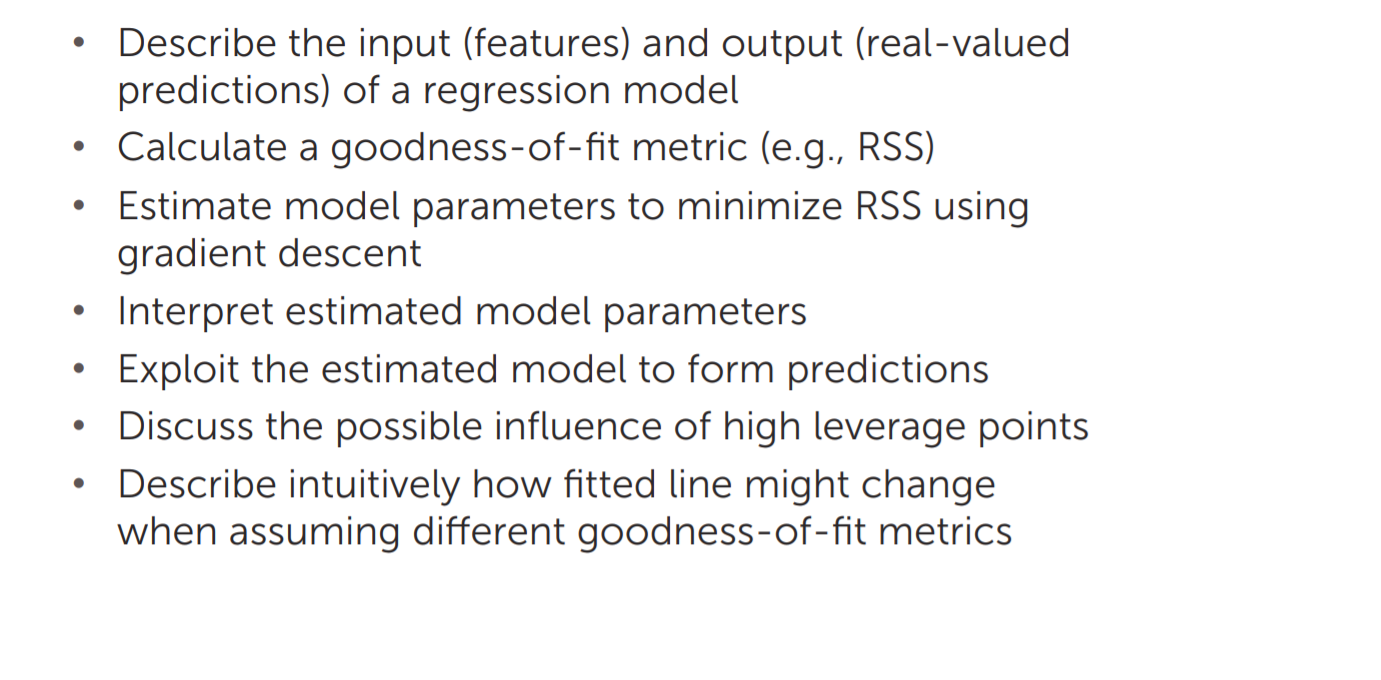 • Describe the input (features) and output (real-valued
predictions) of a regression model
• Calculate a goodness-of-fit metric (e.g., RSS)
• Estimate model parameters to minimize RSS using
gradient descent
• Interpret estimated model parameters
• Exploit the estimated model to form predictions
• Discuss the possible influence of high leverage points
• Describe intuitively how fitted line might change
when assuming different goodness-of-fit metrics